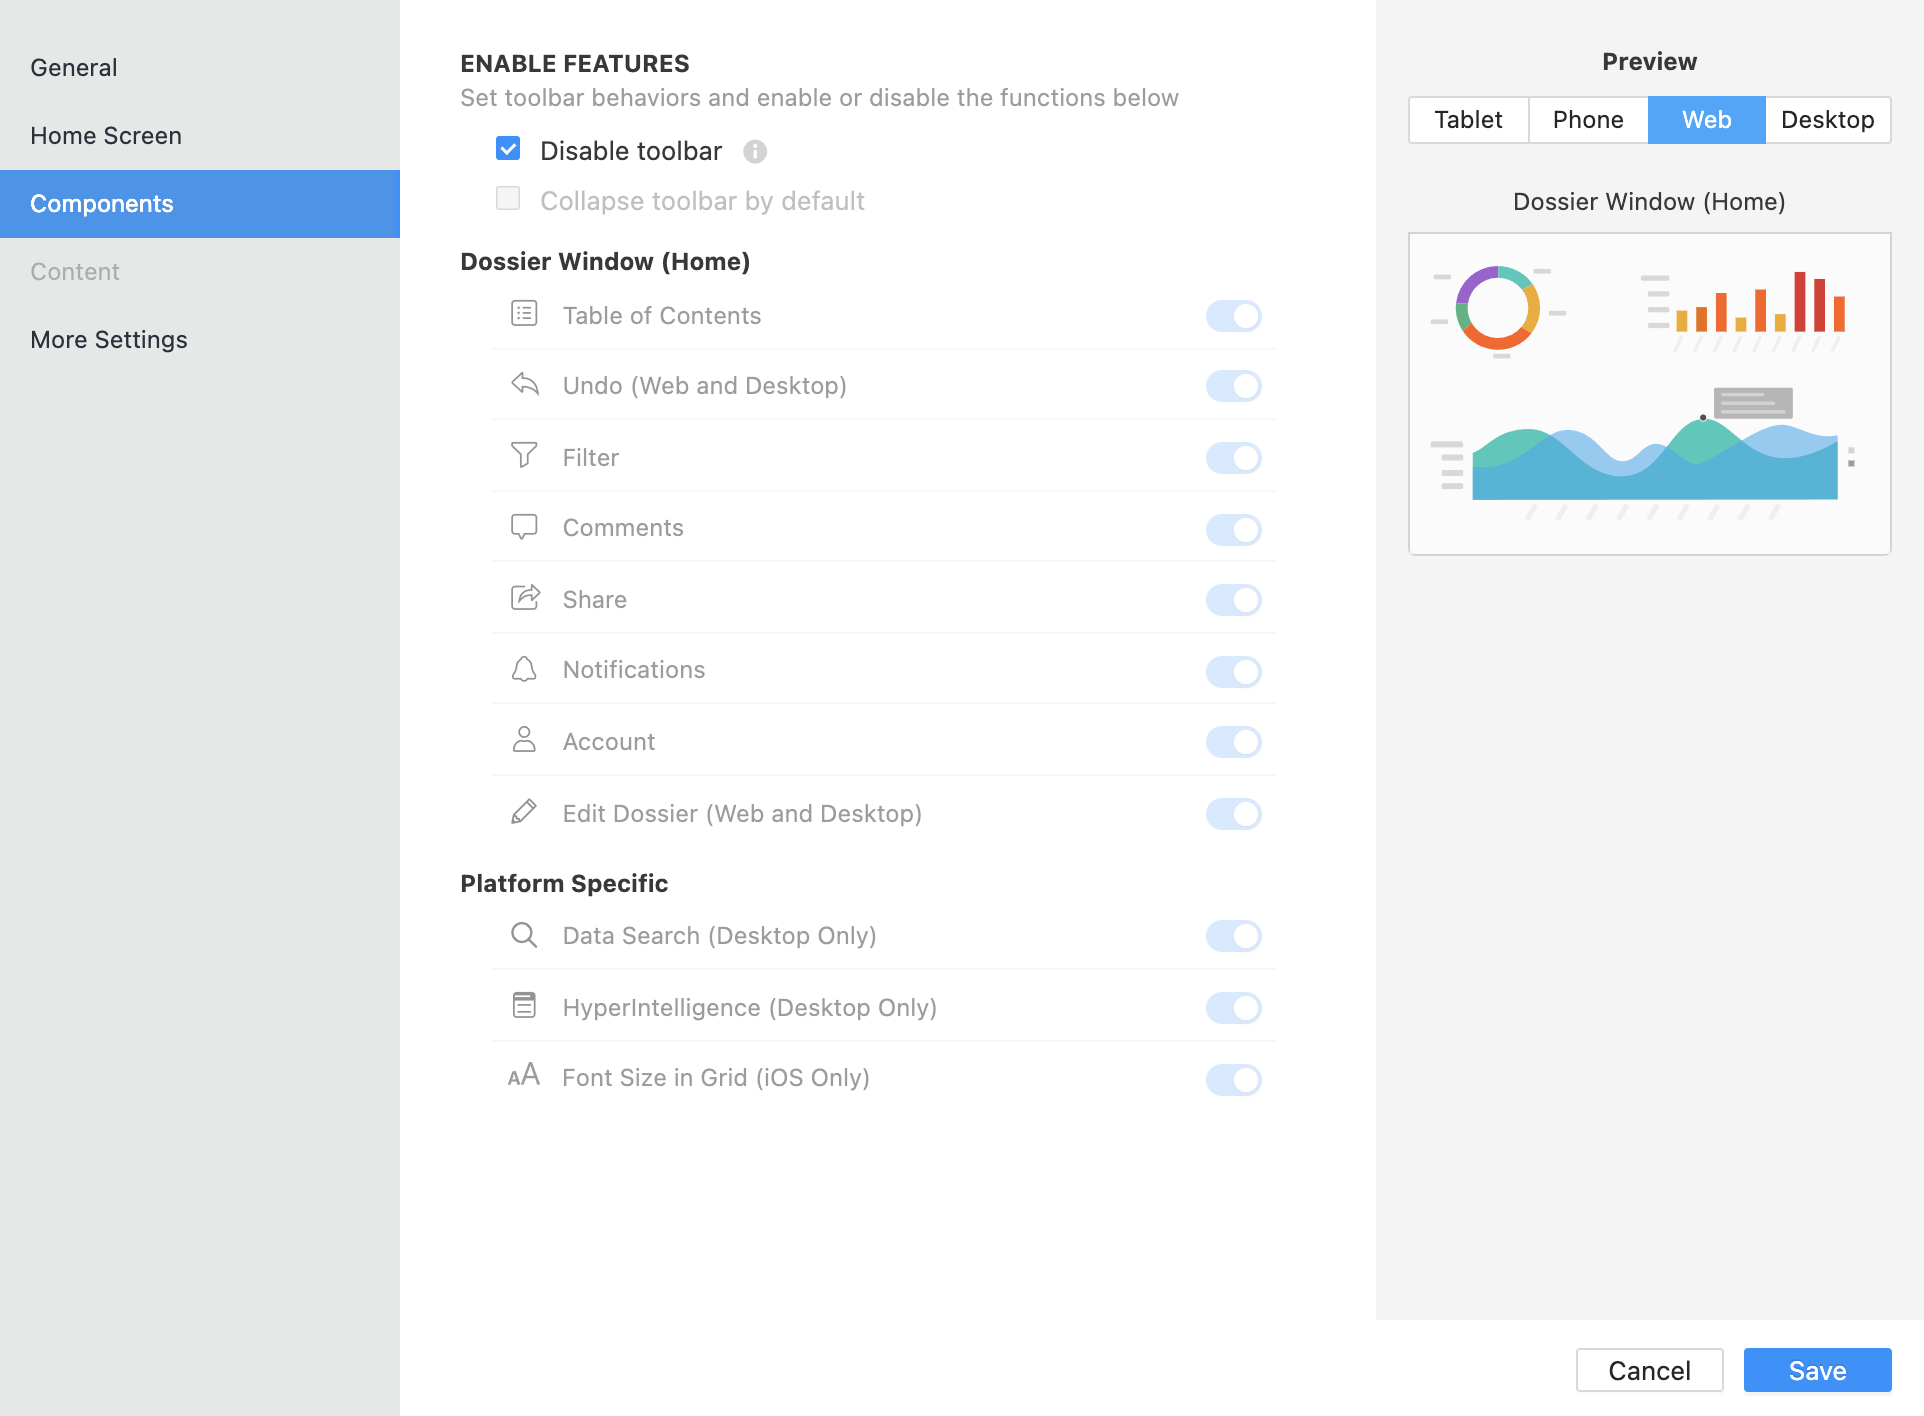 General
Home Screen
Components
Content
More Settings
ENABLE FEATURES
Set toolbar behaviors and enable or disable the functions below
Disable toolbar
Collapse toolbar by default
Dossier Window (Home)
Table of Contents
Undo (Web and Desktop)
Filter
Comments
Share
Notifications
Account
Edit Dossier (Web and Desktop)
Platform Specific
Data Search (Desktop Only)
HyperIntelligence (Desktop Only)
AA Font Size in Grid (iOS Only)
Preview
Tablet Phone Web Desktop
Dossier Window (Home)
Cancel Save